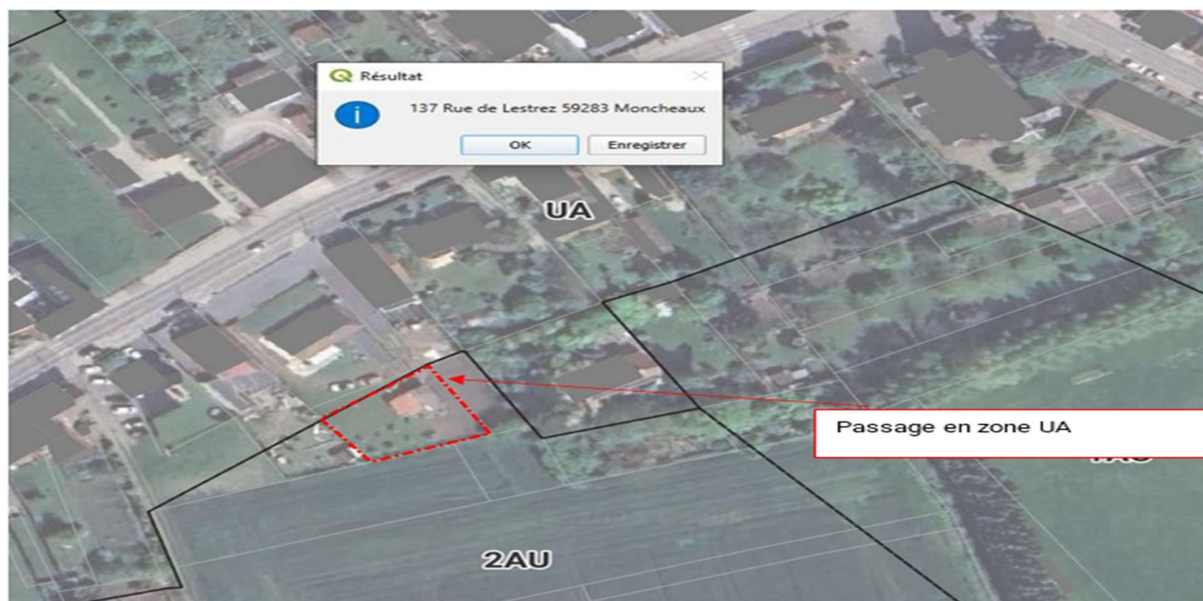 Résultat
137 Rue de Lestrez 59283 Moncheaux
OK Enregistrer
UA
Passage en zone UA
2AU